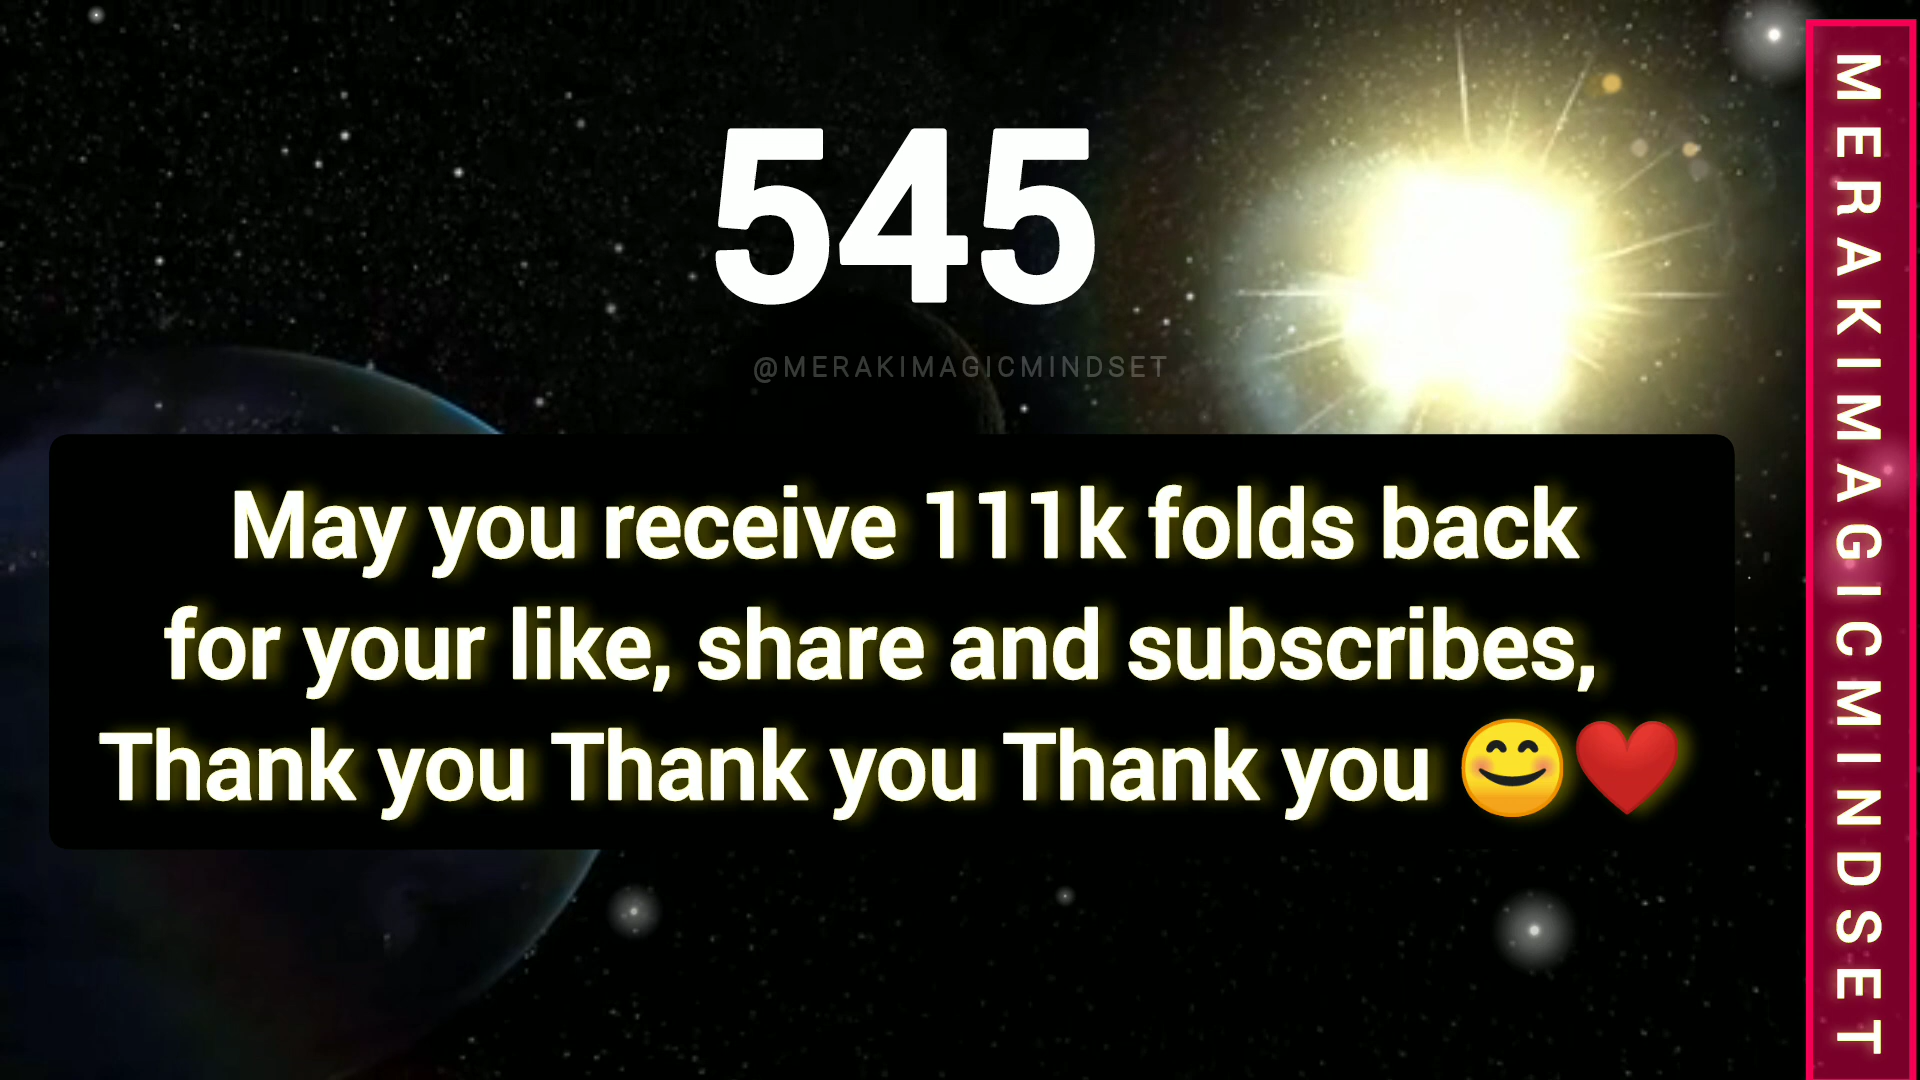 545
@MERAKIMAGICMINDSET
May you receive 111k folds back
for your like, share and subscribes,
Thank you Thank you Thank you 😊❤️
MERAKIMAGICMINDSET